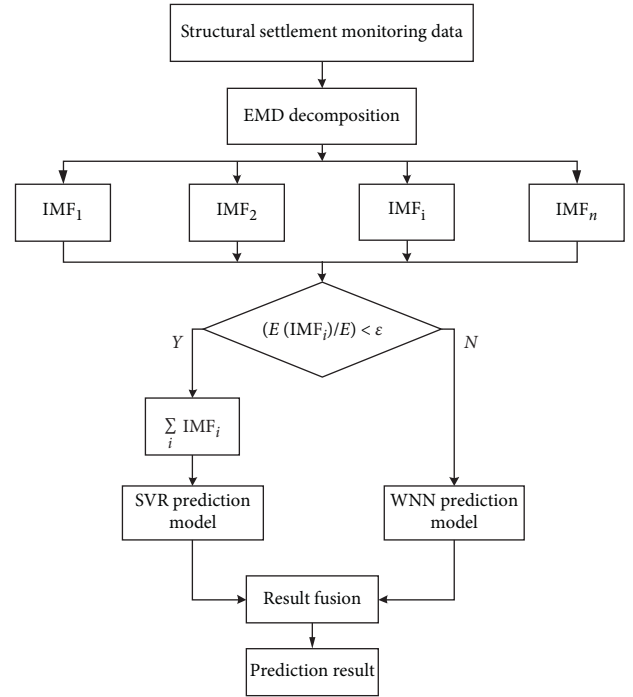 Structural settlement monitoring data
EMD decomposition
IMF₁
IMF₂
IMFᵢ
IMFₙ
(E (IMFᵢ)/E) < ε
Y
N
∑ IMFᵢ
i
SVR prediction
model
WNN prediction
model
Result fusion
Prediction result